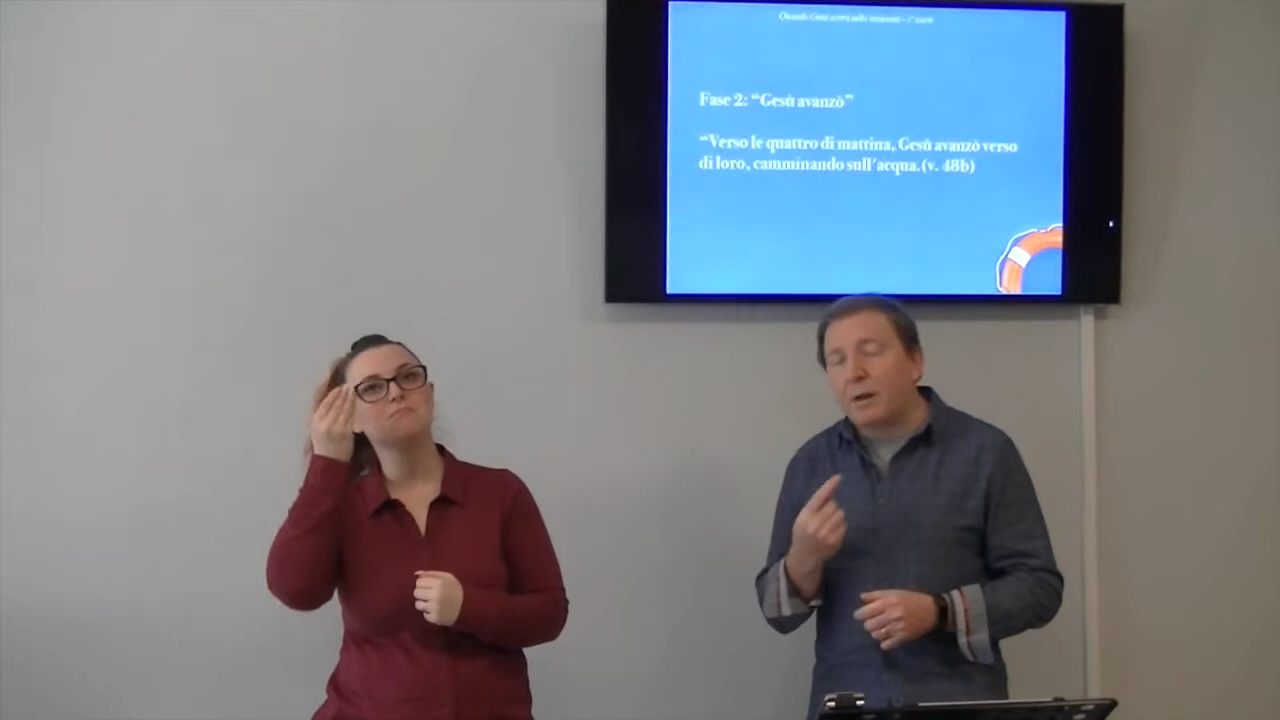 Fase 2: “Gesù avanzò”
“Verso le quattro di mattina, Gesù avanzò verso
di loro, camminando sull'acqua.(v. 48b)